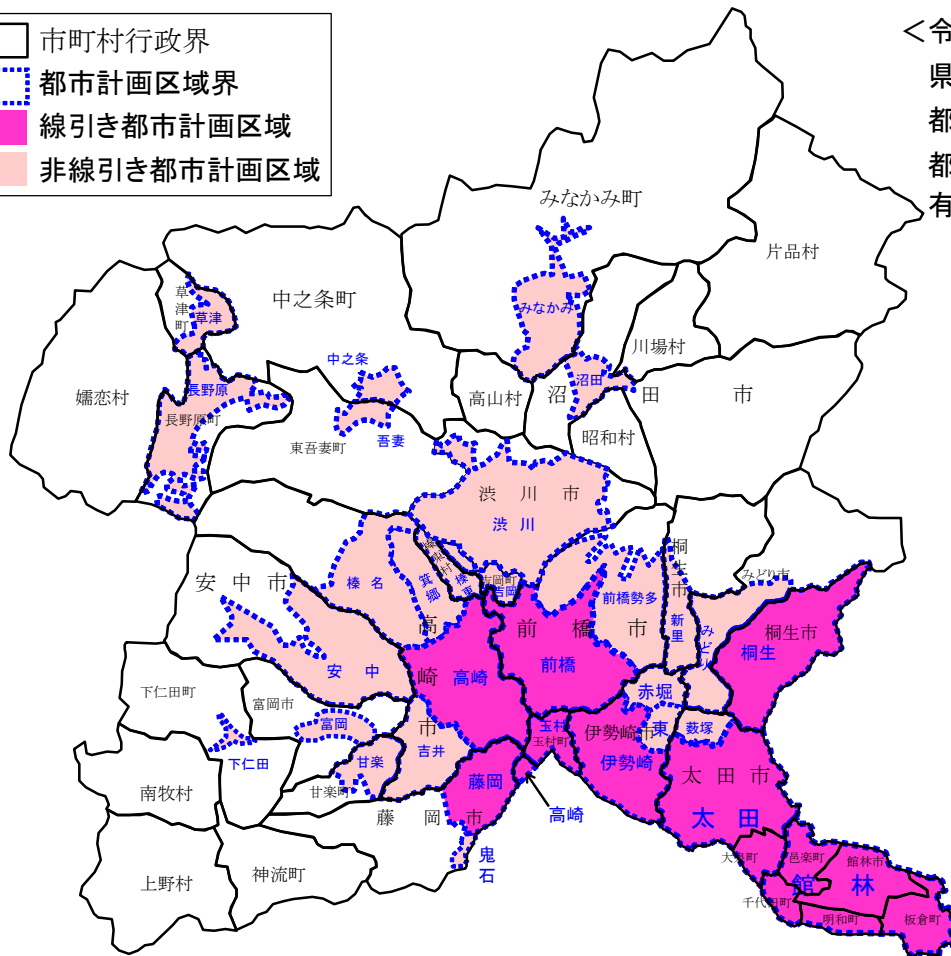 市町村行政界
都市計画区域界
線引き都市計画区域
非線引き都市計画区域
＜令
県
都
都
有
みなかみ町
片品村
草津町
草津
中之条町
みなかみ
川場村
中之条
長野原
沼田
嬬恋村
高山村
沼田市
長野原町
吾妻
東吾妻町
昭和村
渋川市
渋川
桐生市
榛東村
みどり市
安中市
榛名
箕郷
榛東
吉岡町
吉岡
前橋勢多
新里
みどり
高崎市
前橋市
桐生市
桐生
安中
高崎
前橋
下仁田町
富岡市
赤堀
富岡
玉村
玉村町
伊勢崎市
東
藪塚
吉井
下仁田
甘楽
伊勢崎
太田市
南牧村
甘楽町
藤岡
高崎
藤岡市
太田
鬼石
大泉町
邑楽町
館林市
上野村
神流町
館林
千代田町
明和町
板倉町